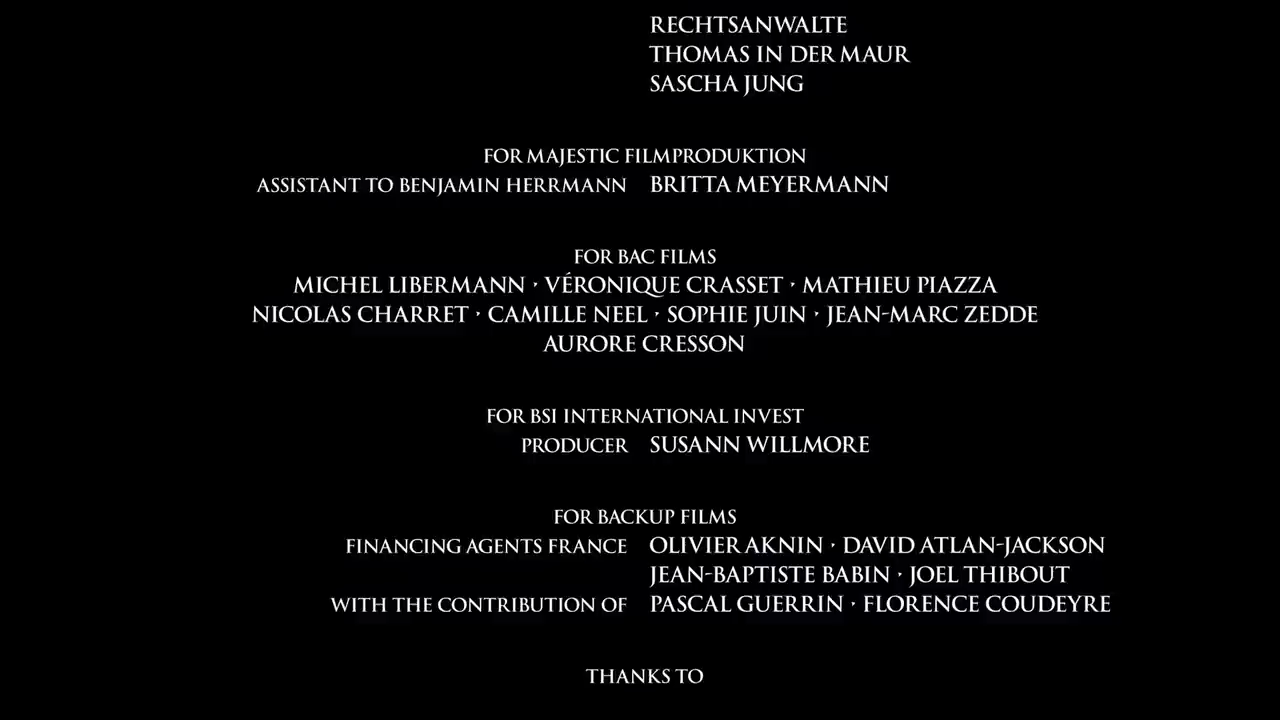 RECHTSANWALTE
THOMAS IN DER MAUR
SASCHA JUNG
FOR MAJESTIC FILMPRODUKTION
ASSISTANT TO BENJAMIN HERRMANN BRITTA MEYERMANN
FOR BAC FILMS
MICHEL LIBERMANN · VÉRONIQUE CRASSET · MATHIEU PIAZZA
NICOLAS CHARRET · CAMILLE NEEL · SOPHIE JUIN · JEAN-MARC ZEDDE
AURORE CRESSON
FOR BSI INTERNATIONAL INVEST
PRODUCER SUSANN WILLMORE
FOR BACKUP FILMS
FINANCING AGENTS FRANCE OLIVIER AKNIN · DAVID ATLAN-JACKSON
JEAN-BAPTISTE BABIN · JOEL THIBOUT
WITH THE CONTRIBUTION OF PASCAL GUERRIN · FLORENCE COUDEYRE
THANKS TO